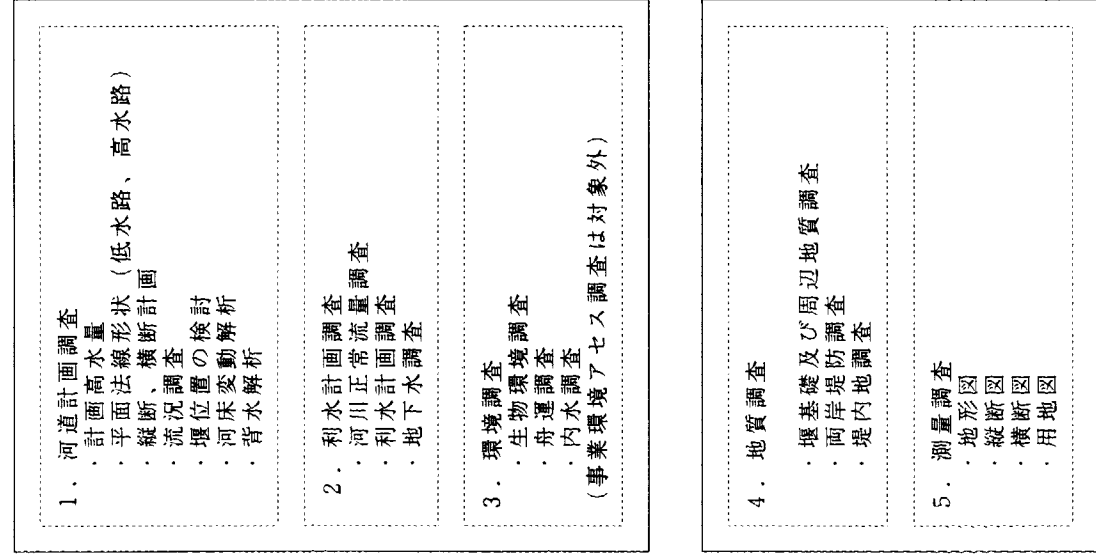 1．河道計画調査
・計画高水量
・平面法線形状（低水路、高水路）
・縦断、横断計画
・流況調査
・堰位置の検討
・河床変動解析
・背水解析
2．利水計画調査
・河川正常流量調査
・利水計画調査
・地下水調査
3．環境調査
・生物環境調査
・舟運調査
・内水調査
（事業環境アセス調査は対象外）
4．地質調査
・堰基礎及び周辺地質調査
・両岸堤防調査
・堤内地調査
5．測量調査
・地形図
・縦断図
・横断図
・用地図